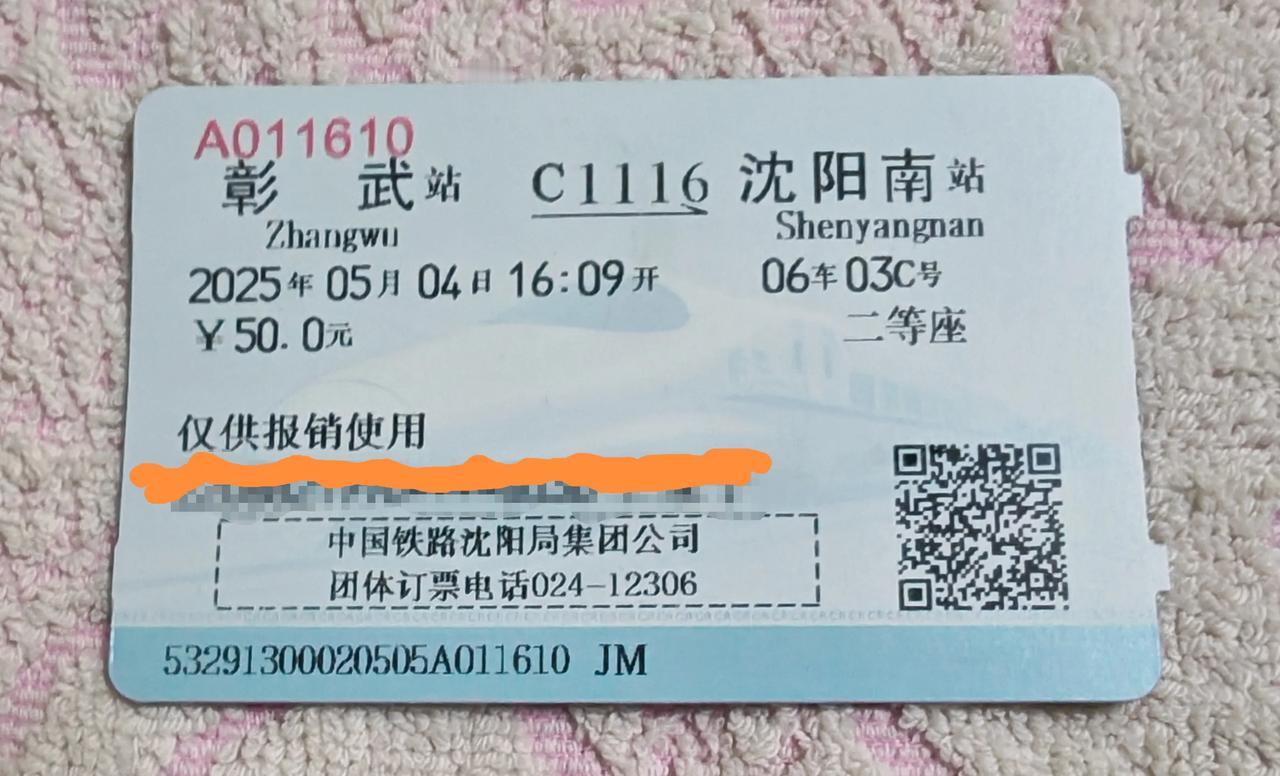 A011610
彰 武站 C1116 沈阳南站
Zhangwu Shenyangnan
2025年05月04日16:09开 06车03C号
￥50.0元 二等座
仅供报销使用
中国铁路沈阳局集团公司
团体订票电话024-12306
53291300020505A011610 JM